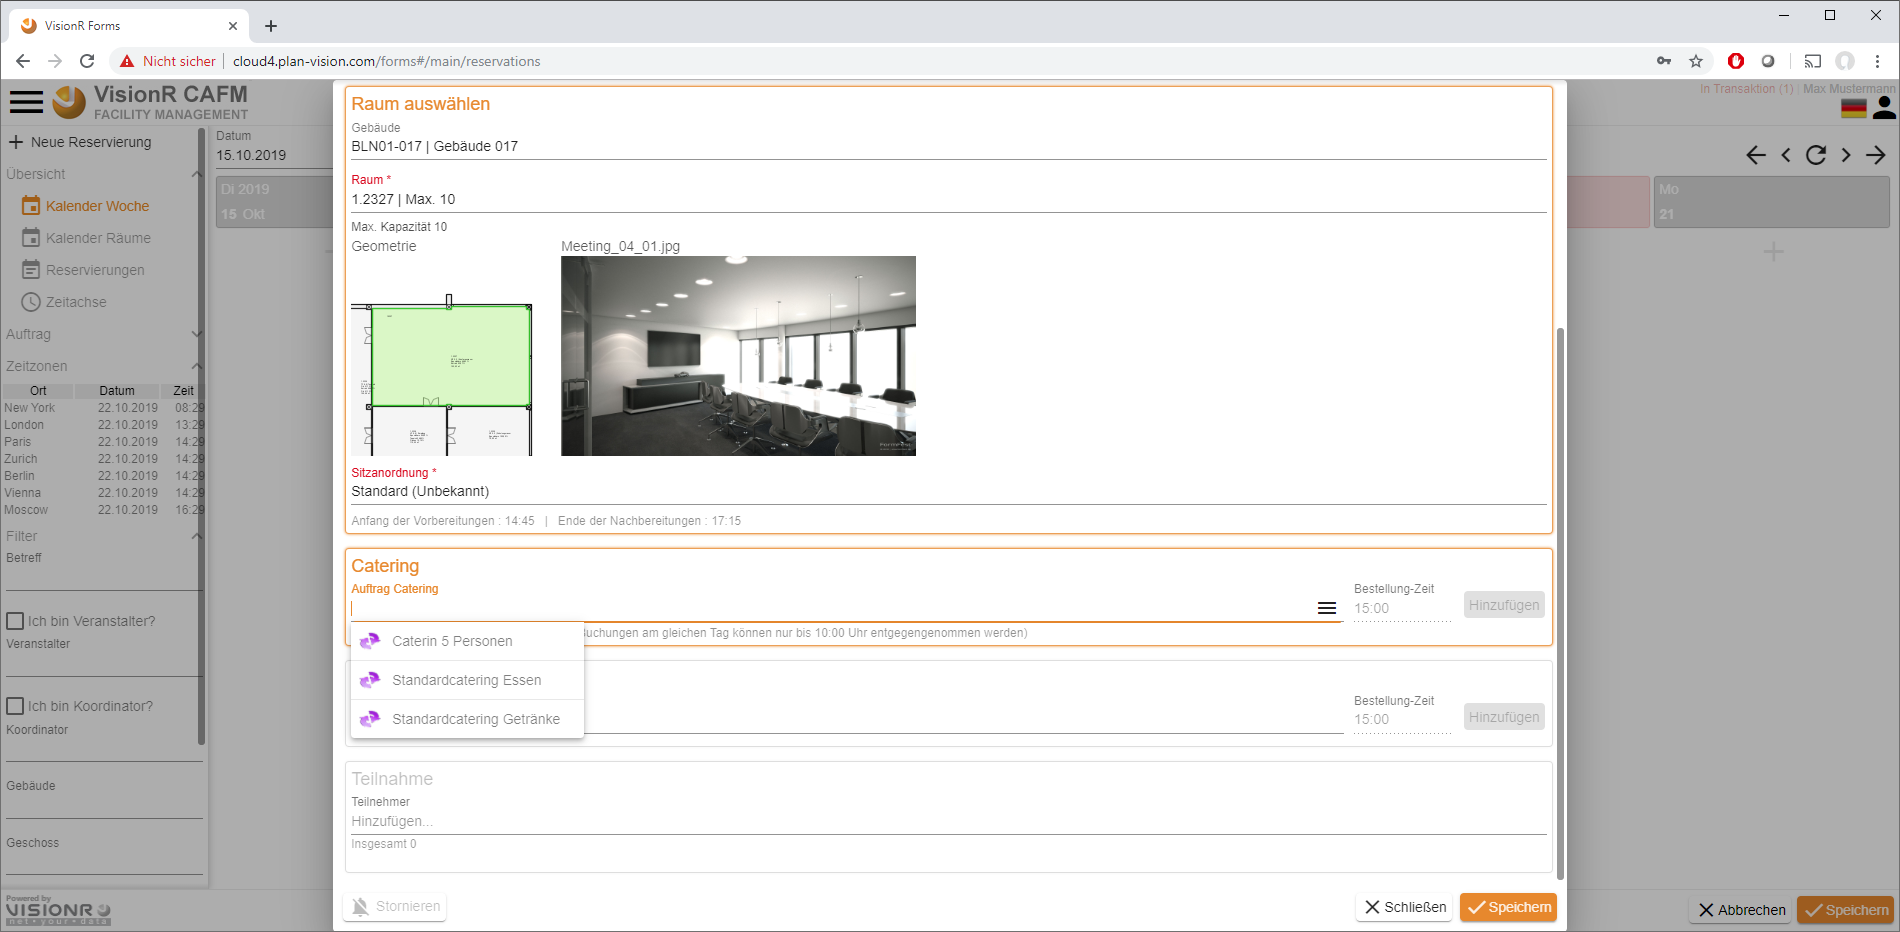 VisionR Forms
Nicht sicher
cloud4.plan-vision.com/forms#/main/reservations
VisionR CAFM
FACILITY MANAGEMENT
In Transaktion (1) | Max Mustermann
Neue Reservierung
Übersicht
Kalender Woche
Kalender Räume
Reservierungen
Zeitachse
Auftrag
Zeitzonen
Ort Datum Zeit
New York 22.10.2019 08:29
London 22.10.2019 13:29
Paris 22.10.2019 14:29
Zurich 22.10.2019 14:29
Berlin 22.10.2019 14:29
Vienna 22.10.2019 14:29
Moscow 22.10.2019 16:29
Filter
Betreff
Ich bin Veranstalter?
Veranstalter
Ich bin Koordinator?
Koordinator
Gebäude
Geschoss
Powered by
VISIONR
net • your • data
Datum
15.10.2019
Di 2019
15 Okt
Mo
21
Raum auswählen
Gebäude
BLN01-017 | Gebäude 017
Raum *
1.2327 | Max. 10
Max. Kapazität 10
Geometrie
Meeting_04_01.jpg
Sitzanordnung *
Standard (Unbekannt)
Anfang der Vorbereitungen : 14:45 | Ende der Nachbereitungen : 17:15
Catering
Auftrag Catering
Bestellung-Zeit
15:00
Hinzufügen
am gleichen Tag können nur bis 10:00 Uhr entgegengenommen werden)
Caterin 5 Personen
Standardcatering Essen
Standardcatering Getränke
Bestellung-Zeit
15:00
Hinzufügen
Teilnahme
Teilnehmer
Hinzufügen...
Insgesamt 0
Stornieren
Schließen
Speichern
Abbrechen
Speichern